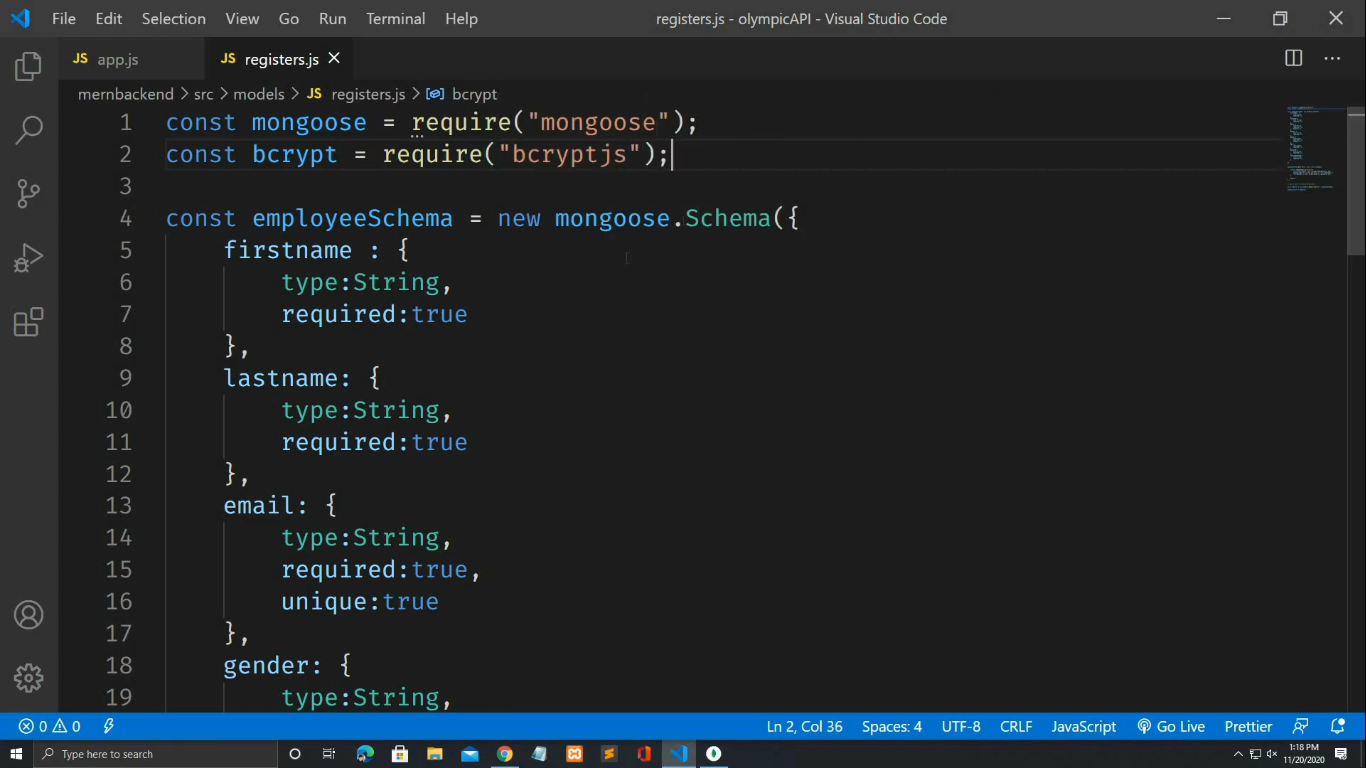 File Edit Selection View Go Run Terminal Help registers.js - olympicAPI - Visual Studio Code
JS app.js JS registers.js
mernbackend > src > models > JS registers.js > bcrypt
1 const mongoose = require("mongoose");
2 const bcrypt = require("bcryptjs");
3
4 const employeeSchema = new mongoose.Schema({
5 firstname : {
6 type:String,
7 required:true
8 },
9 lastname: {
10 type:String,
11 required:true
12 },
13 email: {
14 type:String,
15 required:true,
16 unique:true
17 },
18 gender: {
19 type:String,
0 0 Ln 2, Col 36 Spaces: 4 UTF-8 CRLF JavaScript Go Live Prettier
Type here to search
1:18 PM
11/20/2020